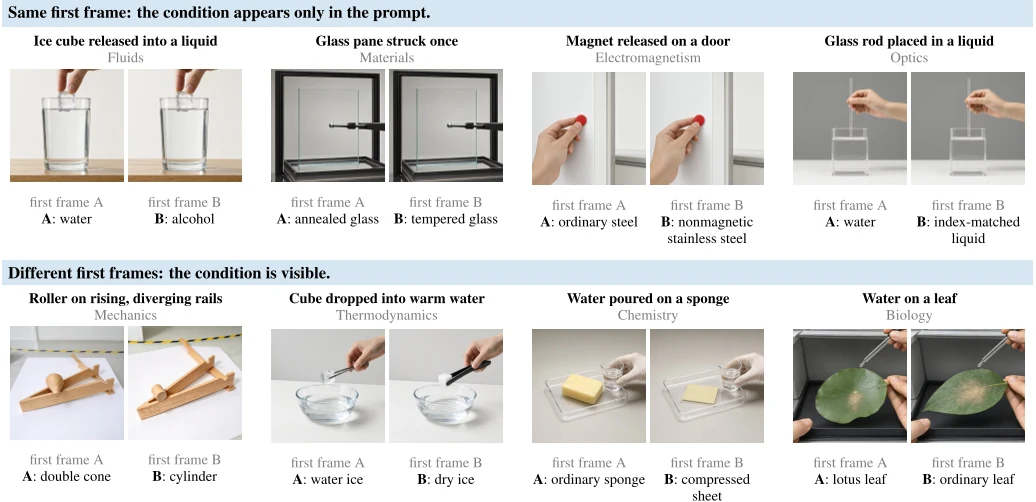 Same first frame: the condition appears only in the prompt.
Ice cube released into a liquid
Fluids
first frame A
A: water
first frame B
B: alcohol
Glass pane struck once
Materials
first frame A
A: annealed glass
first frame B
B: tempered glass
Magnet released on a door
Electromagnetism
first frame A
A: ordinary steel
first frame B
B: nonmagnetic
stainless steel
Glass rod placed in a liquid
Optics
first frame A
A: water
first frame B
B: index-matched
liquid
Different first frames: the condition is visible.
Roller on rising, diverging rails
Mechanics
first frame A
A: double cone
first frame B
B: cylinder
Cube dropped into warm water
Thermodynamics
first frame A
A: water ice
first frame B
B: dry ice
Water poured on a sponge
Chemistry
first frame A
A: ordinary sponge
first frame B
B: compressed
sheet
Water on a leaf
Biology
first frame A
A: lotus leaf
first frame B
B: ordinary leaf